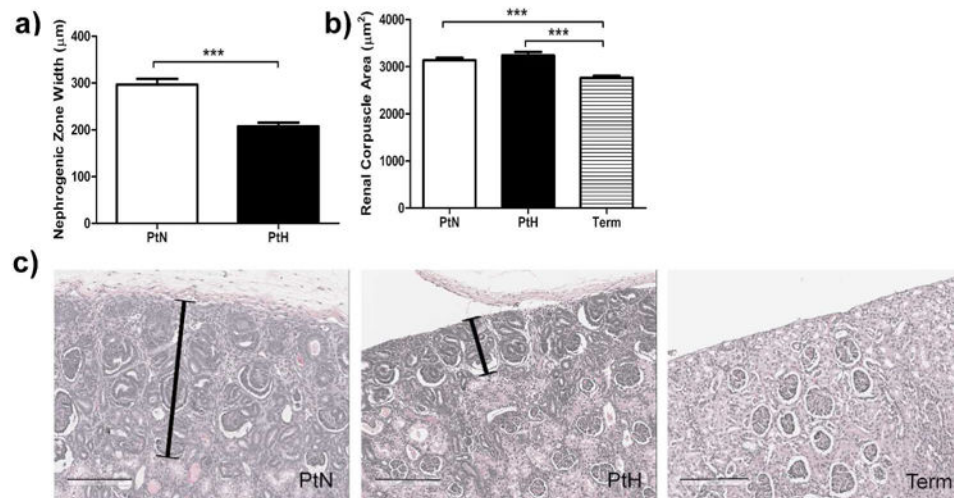 a)
Nephrogenic Zone Width (μm)
400
300
200
100
0
***
PtN
PtH
b)
Renal Corpuscle Area (μm²)
4000
3000
2000
1000
0
***
***
PtN
PtH
Term
c)
PtN
PtH
Term